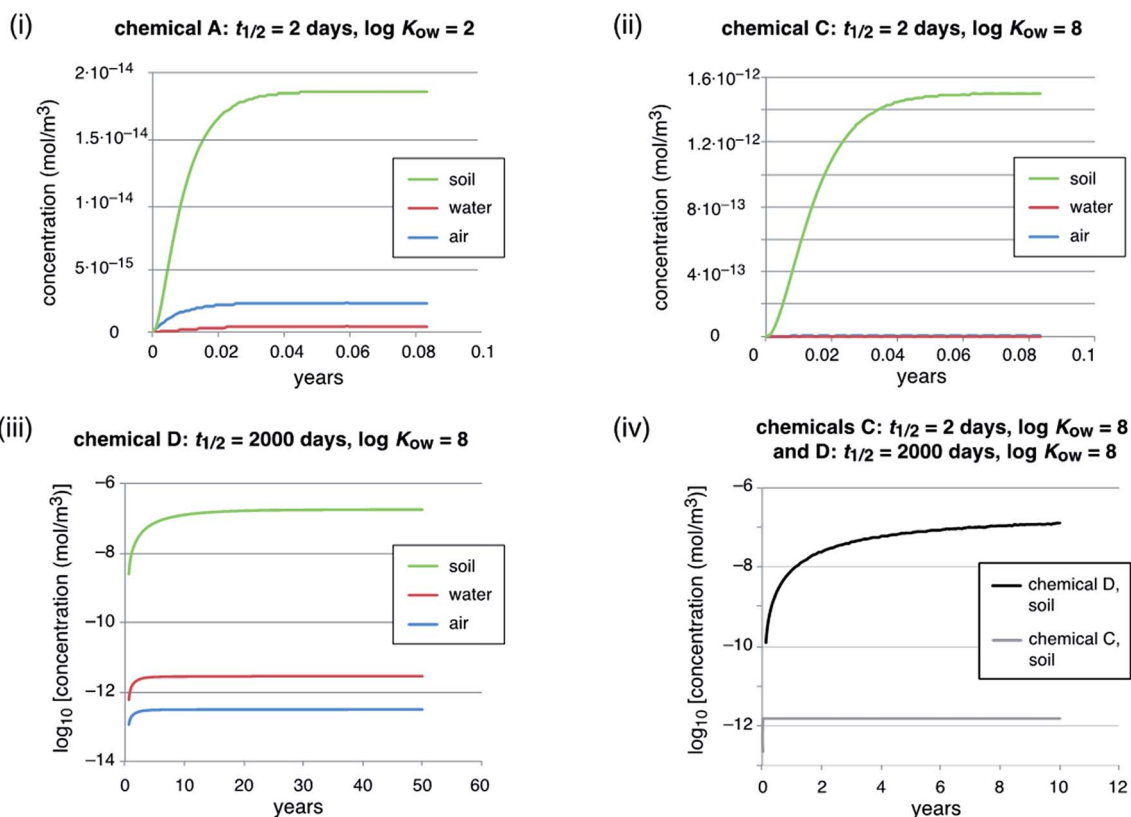 (i)
chemical A: t1/2 = 2 days, log Kow = 2
concentration (mol/m³)
2·10⁻¹⁴
1.5·10⁻¹⁴
1·10⁻¹⁴
5·10⁻¹⁵
0
0 0.02 0.04 0.06 0.08 0.1
years
soil
water
air
(ii)
chemical C: t1/2 = 2 days, log Kow = 8
concentration (mol/m³)
1.6·10⁻¹²
1.2·10⁻¹²
8·10⁻¹³
4·10⁻¹³
0
0 0.02 0.04 0.06 0.08 0.1
years
soil
water
air
(iii)
chemical D: t1/2 = 2000 days, log Kow = 8
log₁₀ [concentration (mol/m³)]
−6
−8
−10
−12
−14
0 10 20 30 40 50 60
years
soil
water
air
(iv)
chemicals C: t1/2 = 2 days, log Kow = 8
and D: t1/2 = 2000 days, log Kow = 8
log₁₀ [concentration (mol/m³)]
−6
−8
−10
−12
0 2 4 6 8 10 12
years
chemical D,
soil
chemical C,
soil